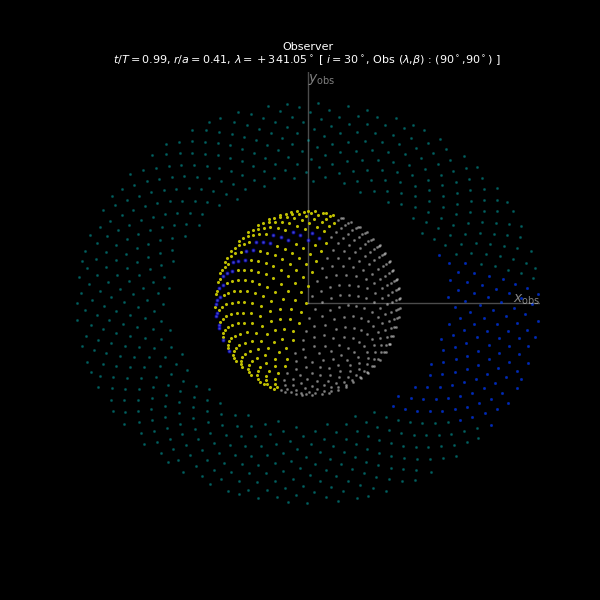 Observer
t/T = 0.99, r/a = 0.41, λ = +341.05° [ i = 30°, Obs (λ,β) : (90°,90°) ]
y_obs
x_obs